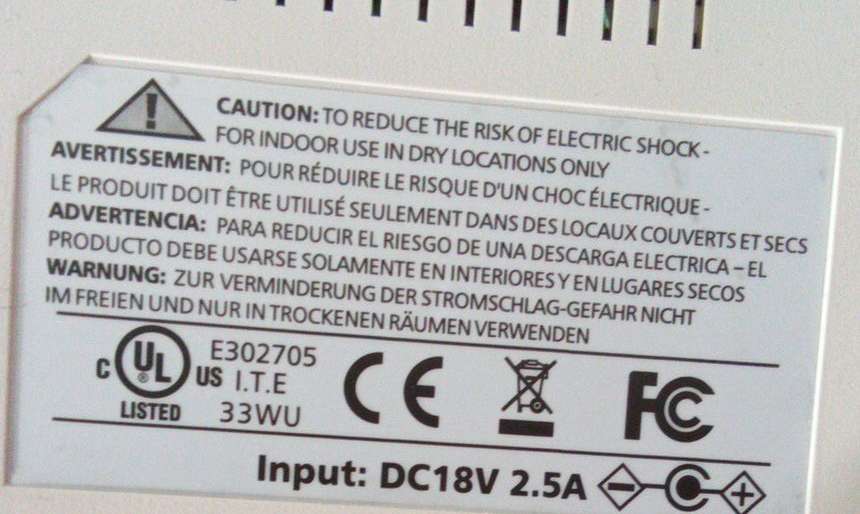 CAUTION: TO REDUCE THE RISK OF ELECTRIC SHOCK -
FOR INDOOR USE IN DRY LOCATIONS ONLY
AVERTISSEMENT: POUR RÉDUIRE LE RISQUE D'UN CHOC ÉLECTRIQUE -
LE PRODUIT DOIT ÊTRE UTILISÉ SEULEMENT DANS DES LOCAUX COUVERTS ET SECS
ADVERTENCIA: PARA REDUCIR EL RIESGO DE UNA DESCARGA ELECTRICA – EL
PRODUCTO DEBE USARSE SOLAMENTE EN INTERIORES Y EN LUGARES SECOS
WARNUNG: ZUR VERMINDERUNG DER STROMSCHLAG-GEFAHR NICHT
IM FREIEN UND NUR IN TROCKENEN RÄUMEN VERWENDEN
C UL ® US LISTED
E302705
I.T.E
33WU
CE
FC
Input: DC18V 2.5A